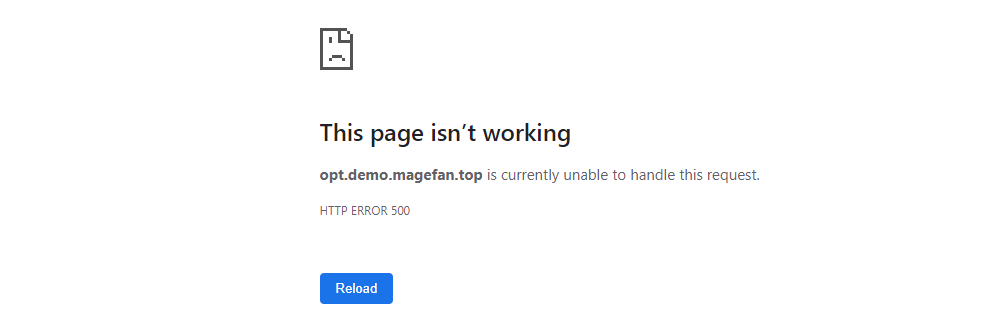 This page isn’t working
opt.demo.magefan.top is currently unable to handle this request.
HTTP ERROR 500
Reload